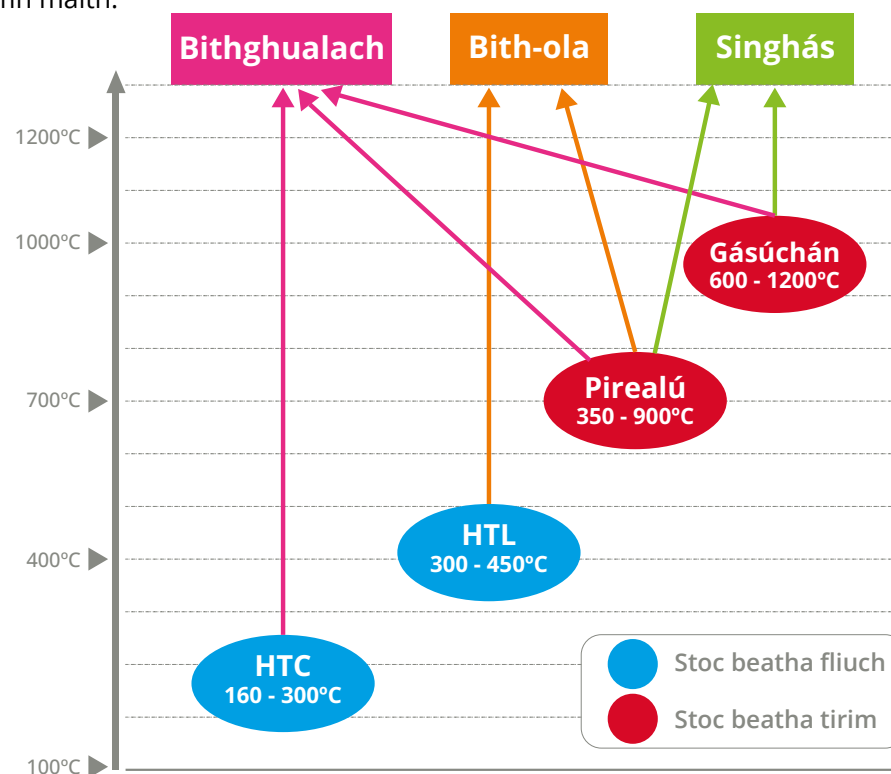 maith.
Bithghualach
Bith-ola
Singhás
1200ºC
1000ºC
Gásúchán
600 - 1200ºC
700ºC
Pirealú
350 - 900ºC
400ºC
HTL
300 - 450ºC
HTC
160 - 300ºC
Stoc beatha fliuch
Stoc beatha tirim
100ºC